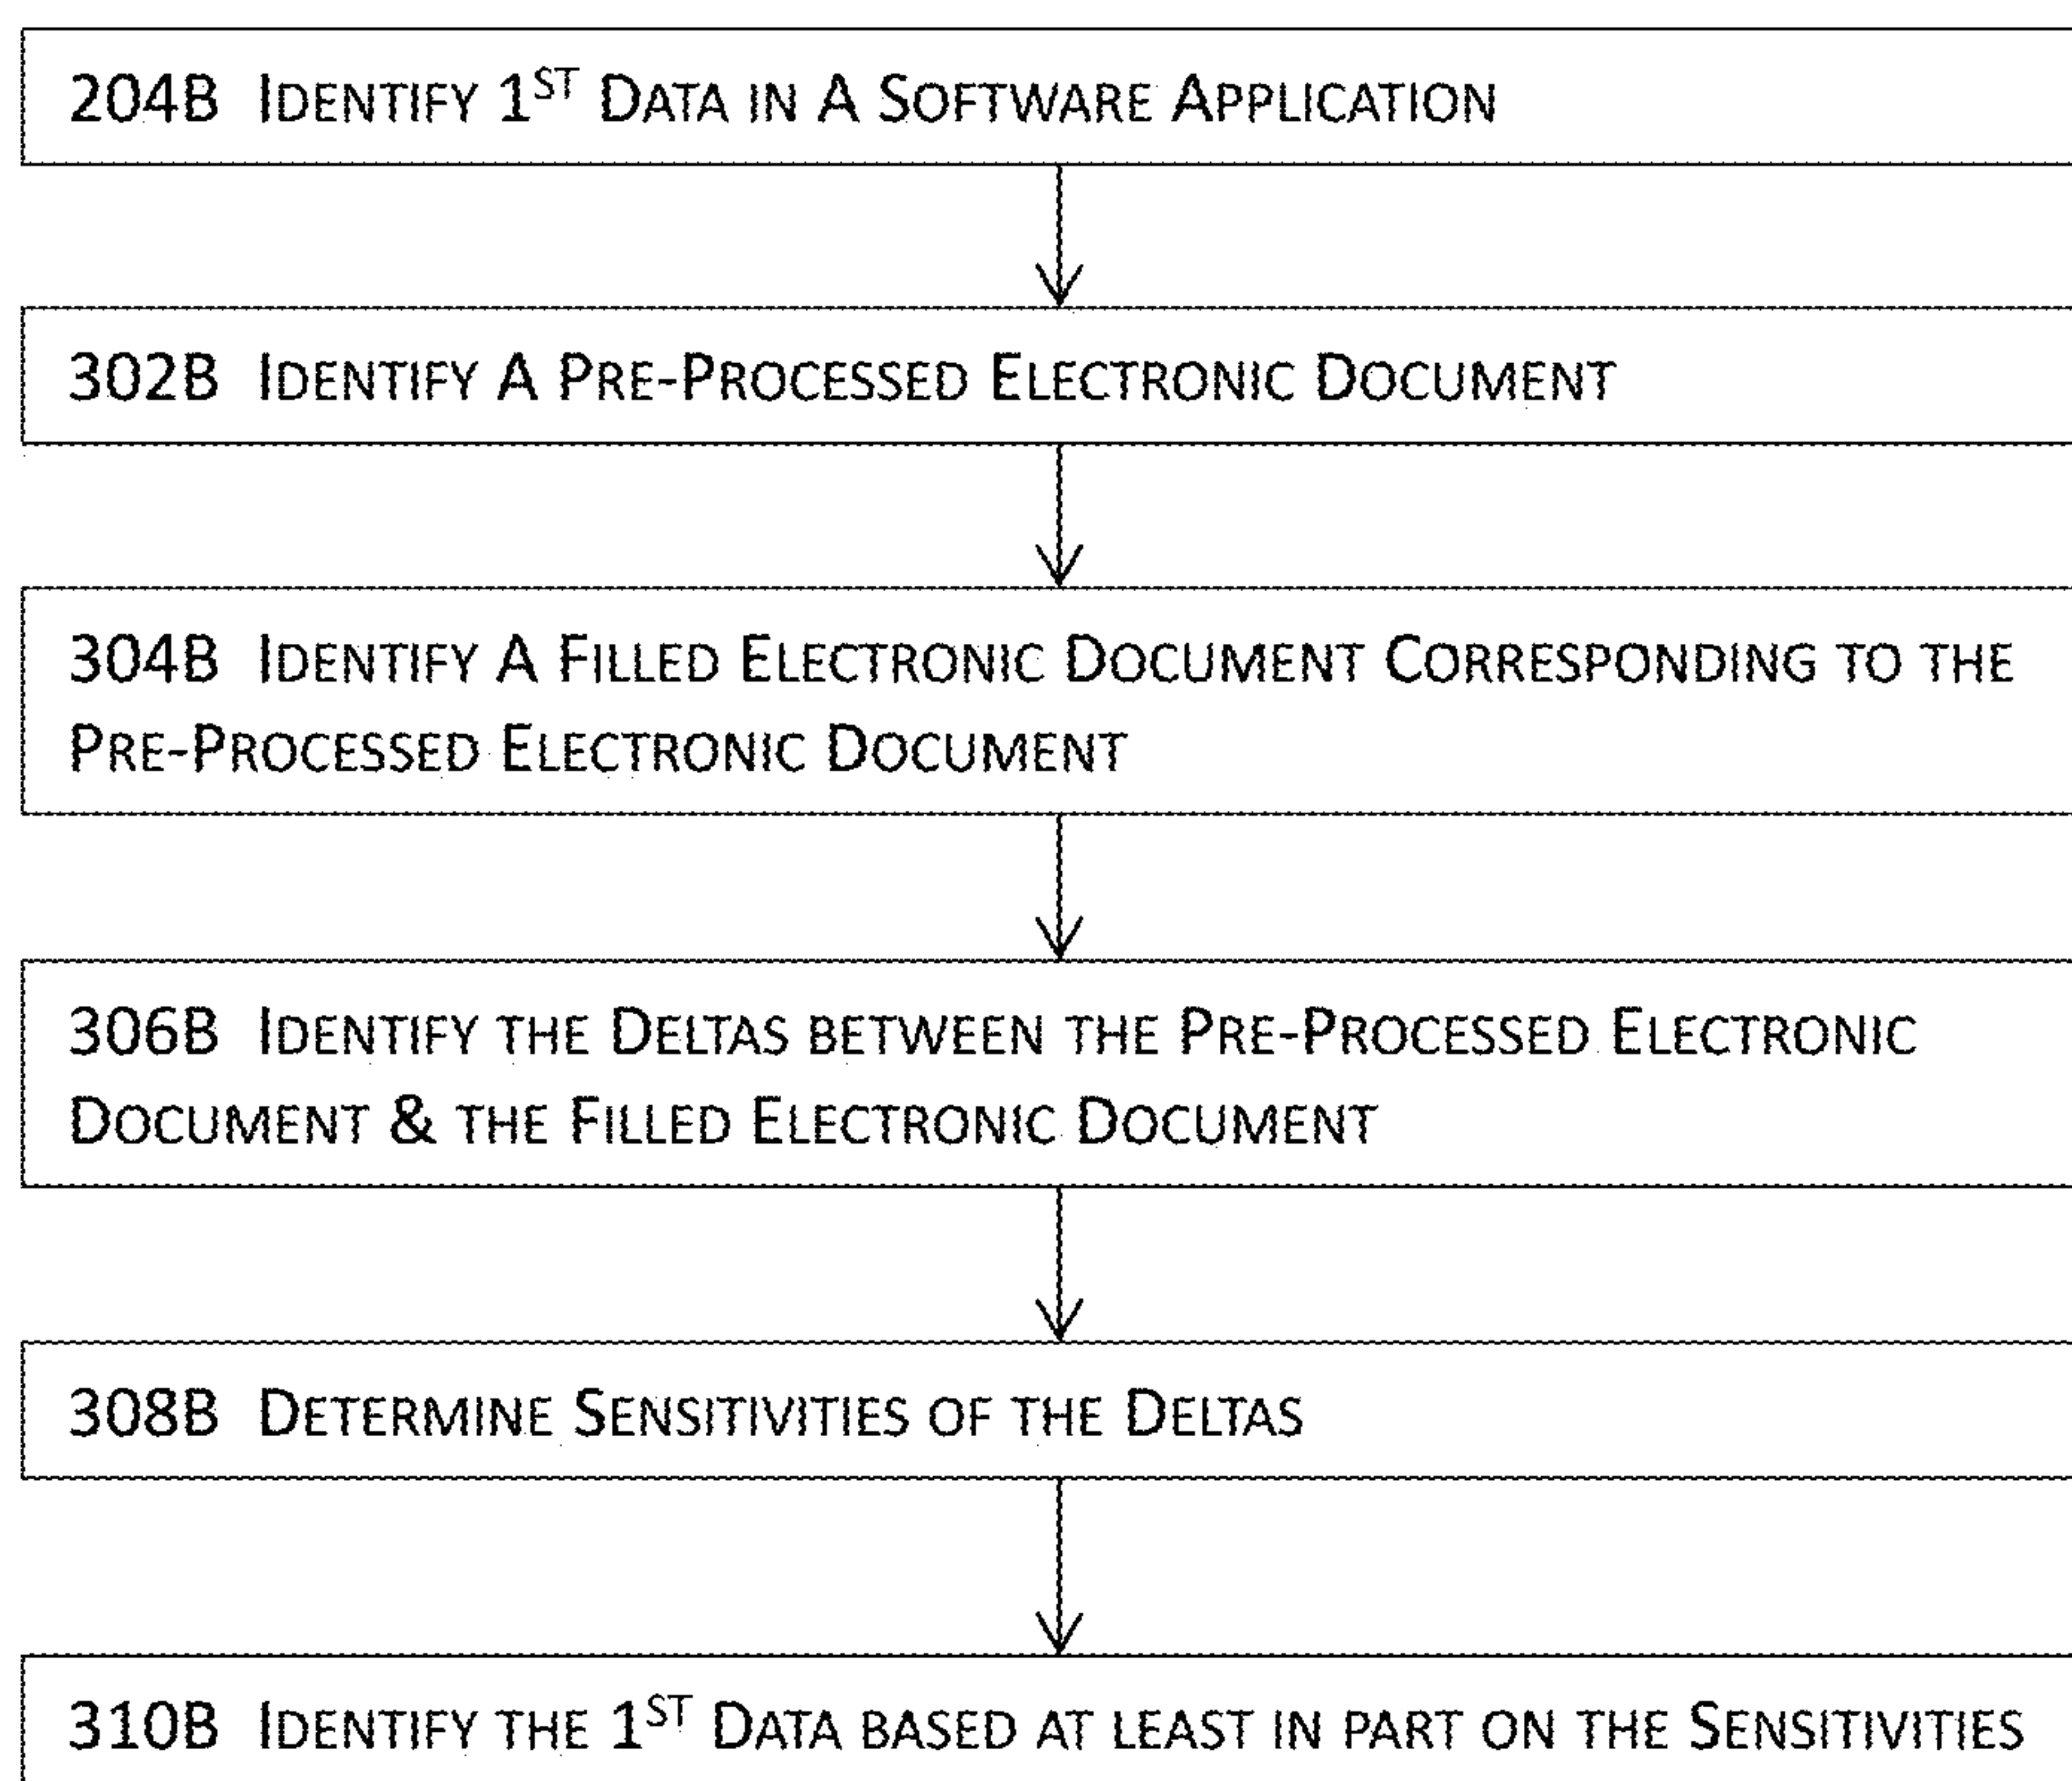 204B IDENTIFY 1ST DATA IN A SOFTWARE APPLICATION
302B IDENTIFY A PRE-PROCESSED ELECTRONIC DOCUMENT
304B IDENTIFY A FILLED ELECTRONIC DOCUMENT CORRESPONDING TO THE
PRE-PROCESSED ELECTRONIC DOCUMENT
306B IDENTIFY THE DELTAS BETWEEN THE PRE-PROCESSED ELECTRONIC
DOCUMENT & THE FILLED ELECTRONIC DOCUMENT
308B DETERMINE SENSITIVITIES OF THE DELTAS
310B IDENTIFY THE 1ST DATA BASED AT LEAST IN PART ON THE SENSITIVITIES